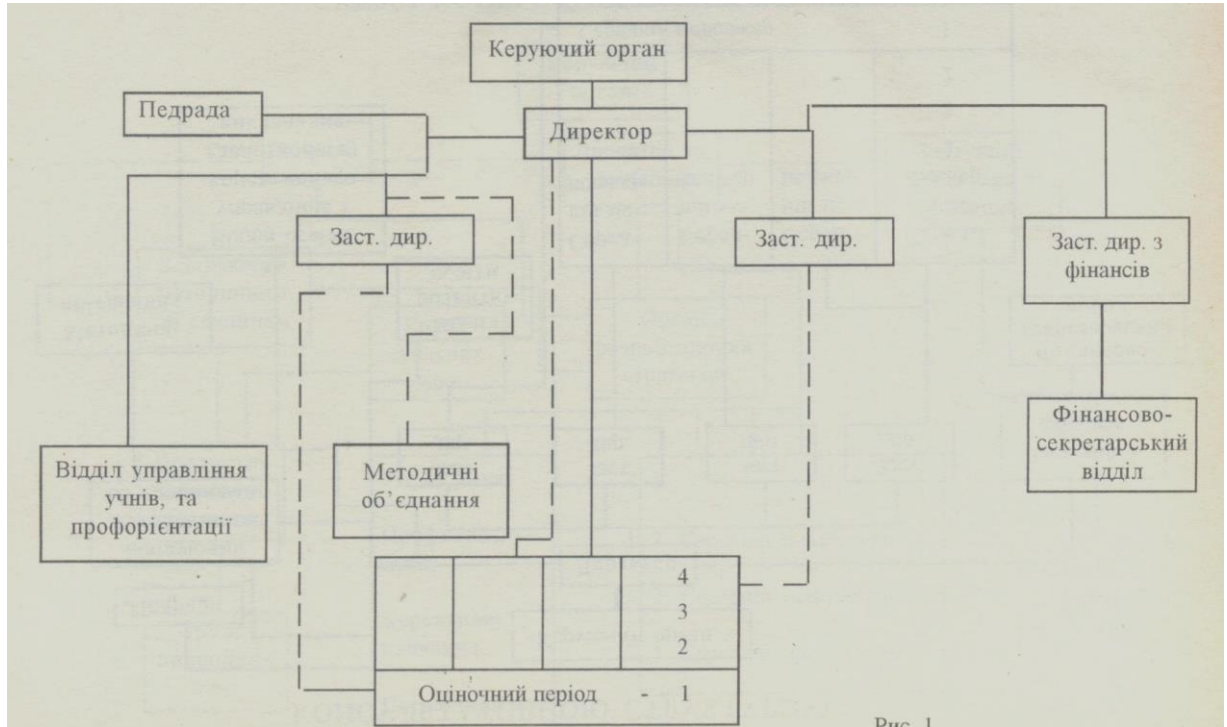 Керуючий орган
Педрада
Директор
Заст. дир.
Заст. дир.
Заст. дир. з
фінансів
Фінансово-
секретарський
відділ
Відділ управління
учнів, та
профорієнтації
Методичні
об’єднання
4
3
2
Оціночний період - 1
Рис. 1